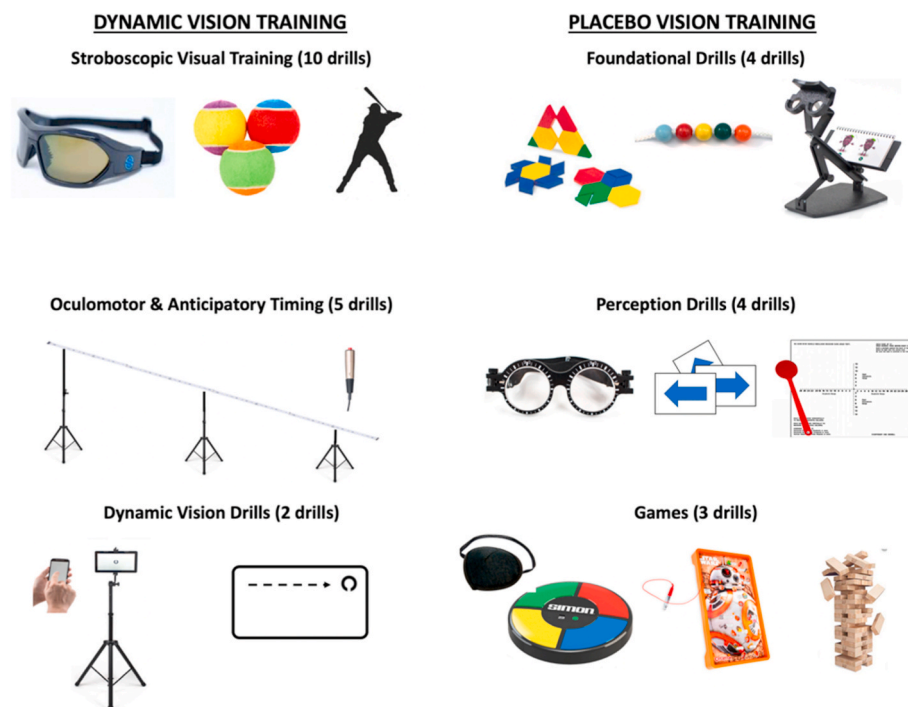 DYNAMIC VISION TRAINING
Stroboscopic Visual Training (10 drills)
Oculomotor & Anticipatory Timing (5 drills)
Dynamic Vision Drills (2 drills)
PLACEBO VISION TRAINING
Foundational Drills (4 drills)
Perception Drills (4 drills)
Games (3 drills)
SIMON